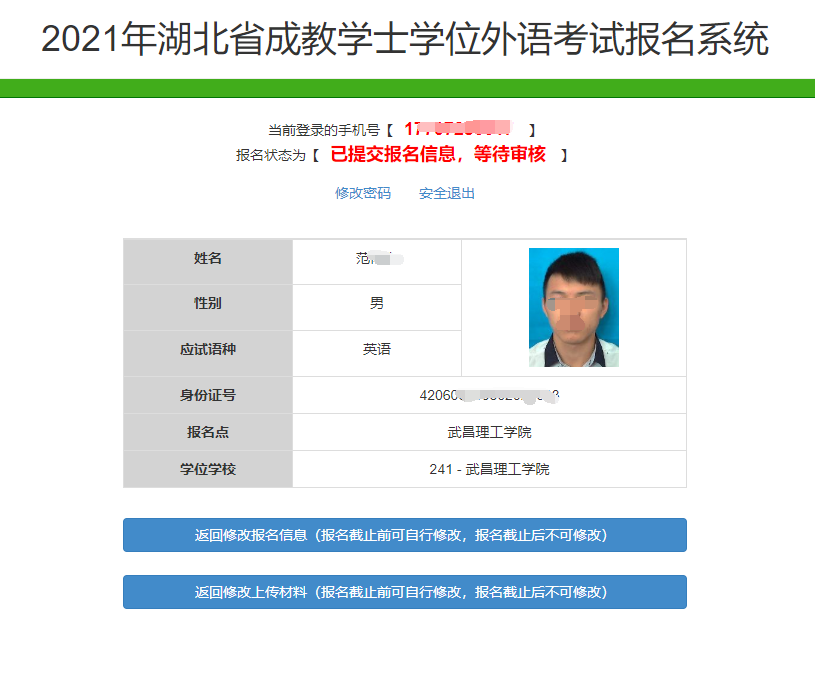 2021年湖北省成教学士学位外语考试报名系统
当前登录的手机号【 】
报名状态为【 已提交报名信息，等待审核 】
修改密码 安全退出
姓名 范
性别 男
应试语种 英语
身份证号
报名点 武昌理工学院
学位学校 241 - 武昌理工学院
返回修改报名信息（报名截止前可自行修改，报名截止后不可修改）
返回修改上传材料（报名截止前可自行修改，报名截止后不可修改）